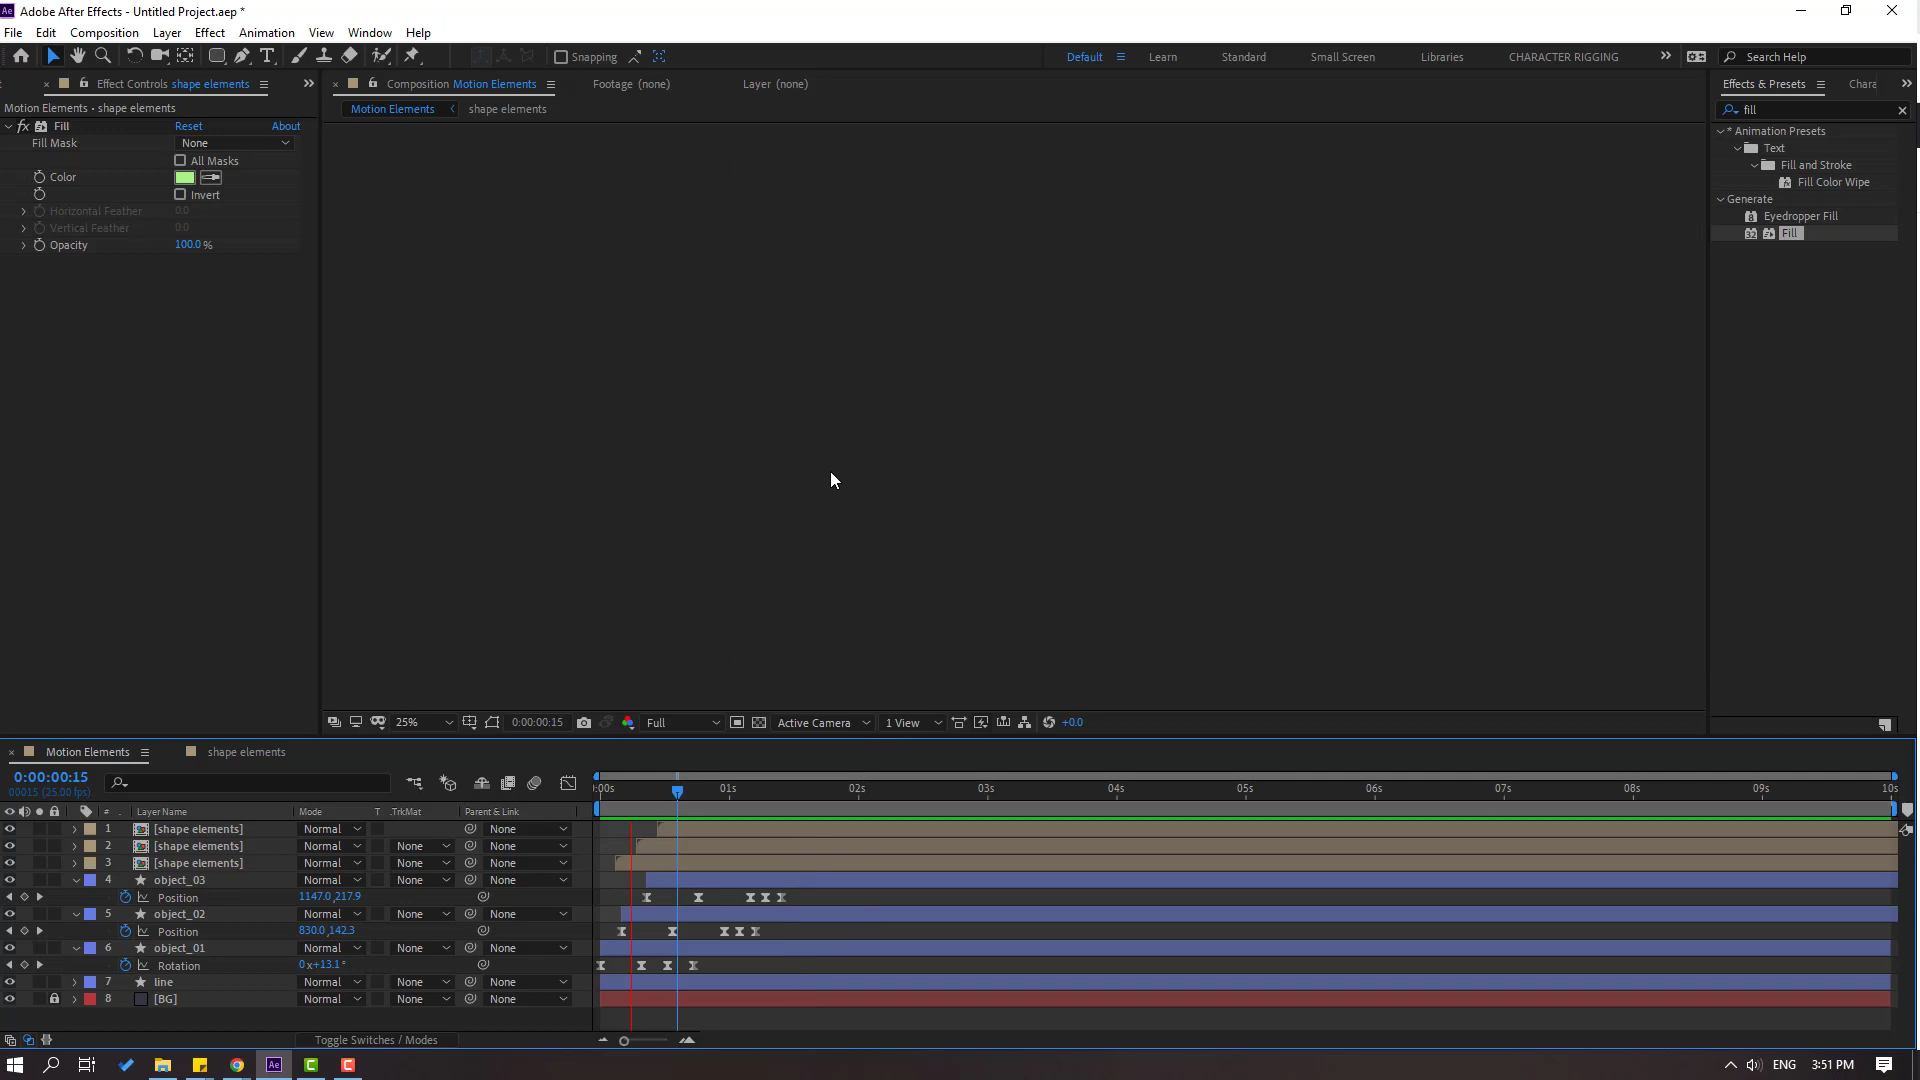 Adobe After Effects - Untitled Project.aep *
File Edit Composition Layer Effect Animation View Window Help
Snapping Default Learn Standard Small Screen Libraries CHARACTER RIGGING Search Help
Effect Controls shape elements
Composition Motion Elements Footage (none) Layer (none)
Effects & Presets Chara
Motion Elements • shape elements
Motion Elements shape elements
fill
fx Fill Reset About
Fill Mask None
All Masks
Color
Invert
Horizontal Feather 0.0
Vertical Feather 0.0
Opacity 100.0 %
* Animation Presets
Text
Fill and Stroke
Fill Color Wipe
Generate
Eyedropper Fill
Fill
25% 0:00:00:15 Full Active Camera 1 View +0.0
Motion Elements shape elements
0:00:00:15
00015 (25.00 fps)
:00s 01s 02s 03s 04s 05s 06s 07s 08s 09s 10s
# Layer Name Mode T .TrkMat Parent & Link
1 [shape elements] Normal None
2 [shape elements] Normal None None
3 [shape elements] Normal None None
4 object_03 Normal None None
Position 1147.0,217.9
5 object_02 Normal None None
Position 830.0,142.3
6 object_01 Normal None None
Rotation 0x+13.1°
7 line Normal None None
8 [BG] Normal None None
Toggle Switches / Modes
Ae ENG 3:51 PM